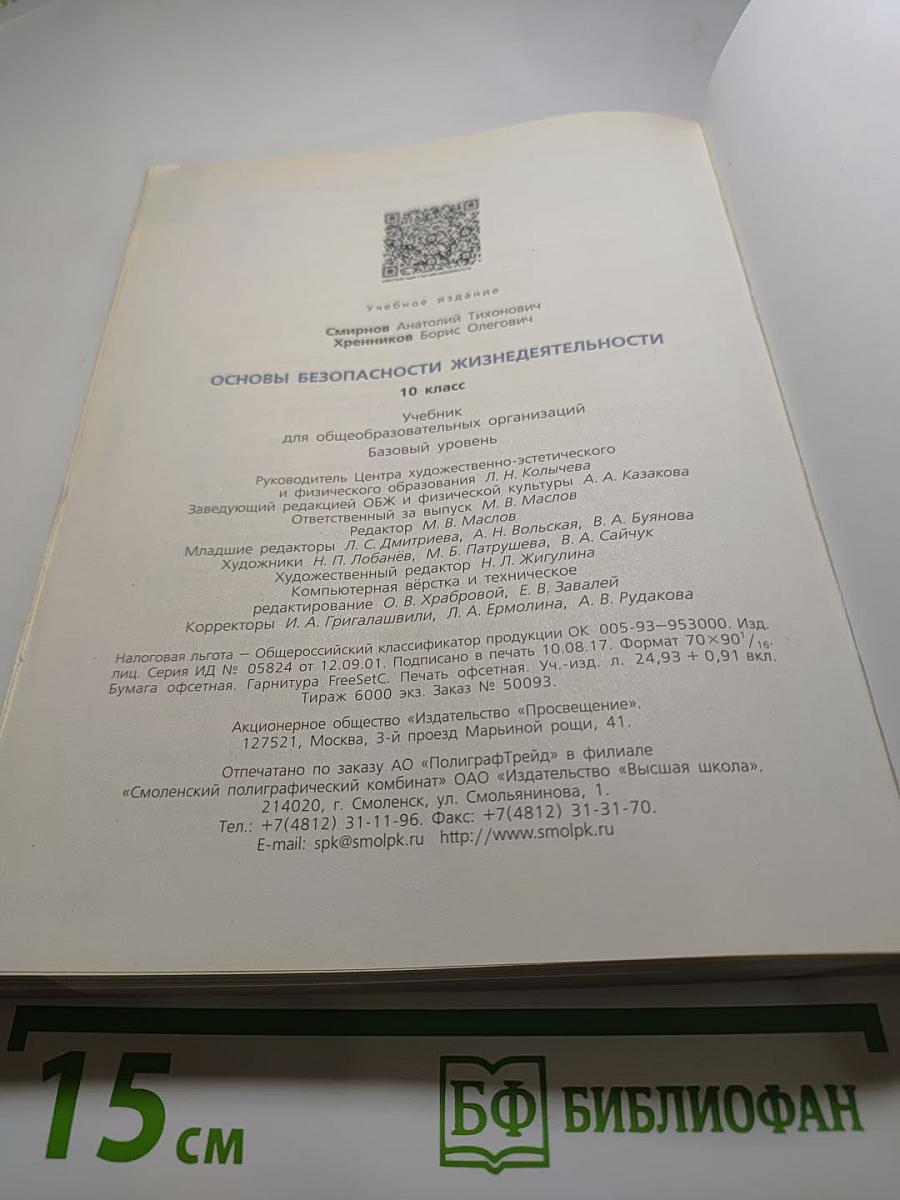 Учебное издание
Смирнов Анатолий Тихонович
Хренников Борис Олегович
ОСНОВЫ БЕЗОПАСНОСТИ ЖИЗНЕДЕЯТЕЛЬНОСТИ
10 класс
Учебник
для общеобразовательных организаций
Базовый уровень
Руководитель Центра художественно-эстетического
и физического образования Л. Н. Колычева
Заведующий редакцией ОБЖ и физической культуры А. А. Казакова
Ответственный за выпуск М. В. Маслов
Редактор М. В. Маслов
Младшие редакторы Л. С. Дмитриева, А. Н. Вольская, В. А. Буянова
Художники Н. П. Лобанёв, М. Б. Патрушева, В. А. Сайчук
Художественный редактор Н. Л. Жигулина
Компьютерная вёрстка и техническое
редактирование О. В. Храбровой, Е. В. Завалей
Корректоры И. А. Григалашвили, Л. А. Ермолина, А. В. Рудакова
Налоговая льгота — Общероссийский классификатор продукции ОК 005-93—953000. Изд.
лиц. Серия ИД № 05824 от 12.09.01. Подписано в печать 10.08.17. Формат 70×90¹/₁₆.
Бумага офсетная. Гарнитура FreeSetC. Печать офсетная. Уч.-изд. л. 24,93 + 0,91 вкл.
Тираж 6000 экз. Заказ № 50093.
Акционерное общество «Издательство «Просвещение».
127521, Москва, 3-й проезд Марьиной рощи, 41.
Отпечатано по заказу АО «ПолиграфТрейд» в филиале
«Смоленский полиграфический комбинат» ОАО «Издательство «Высшая школа».
214020, г. Смоленск, ул. Смольянинова, 1.
Тел.: +7(4812) 31-11-96. Факс: +7(4812) 31-31-70.
E-mail: spk@smolpk.ru http://www.smolpk.ru
15 см
БФ БИБЛИОФАН